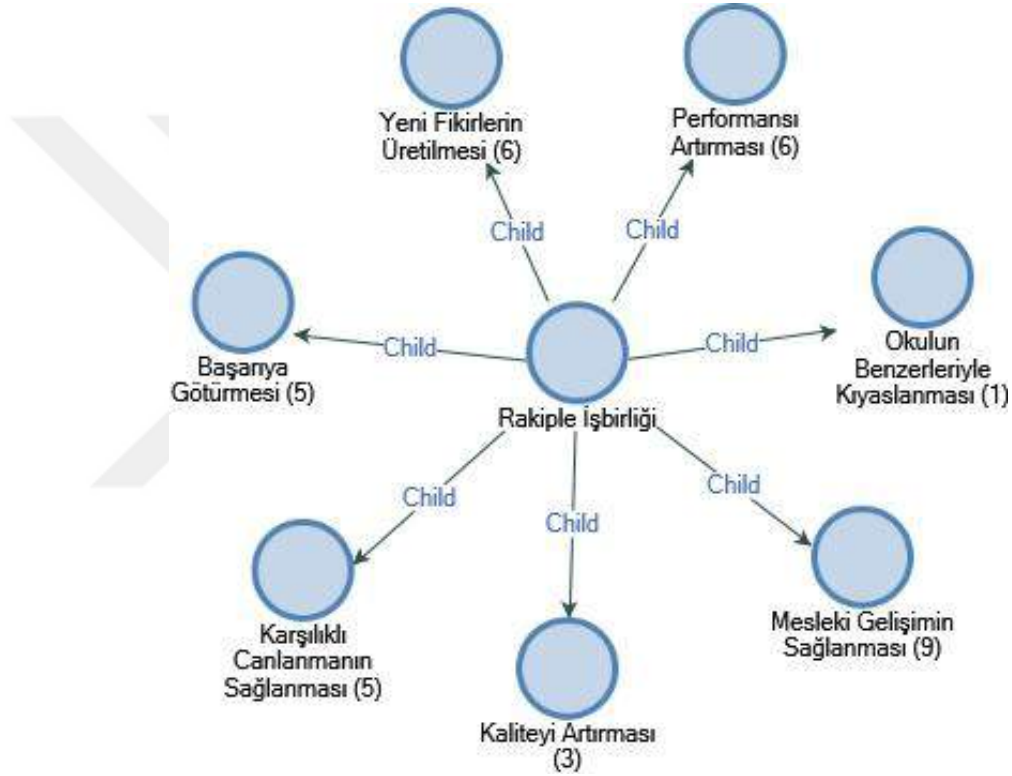 Yeni Fikirlerin
Üretilmesi (6)
Performansı
Artırması (6)
Child
Child
Başarıya
Götürmesi (5)
Child
Child
Okulun
Benzerleriyle
Kıyaslanması (1)
Rakiple İşbirliği
Child
Child
Child
Karşılıklı
Canlanmanın
Sağlanması (5)
Mesleki Gelişimin
Sağlanması (9)
Kaliteyi Artırması
(3)